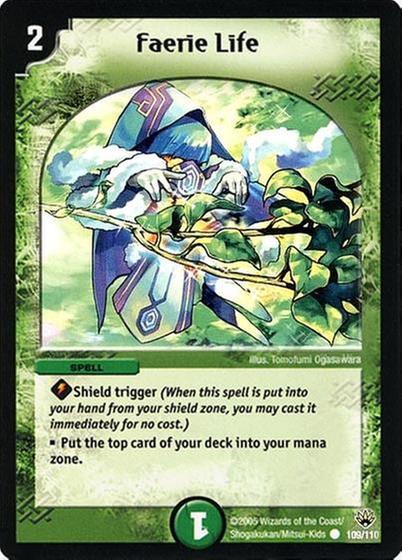 2
Faerie Life
Illus. Tomofumi Ogasawara
SPELL
Shield trigger (When this spell is put into
your hand from your shield zone, you may cast it
immediately for no cost.)
▪ Put the top card of your deck into your mana
zone.
1
©2005 Wizards of the Coast/
Shogakukan/Mitsui-Kids ● 109/110